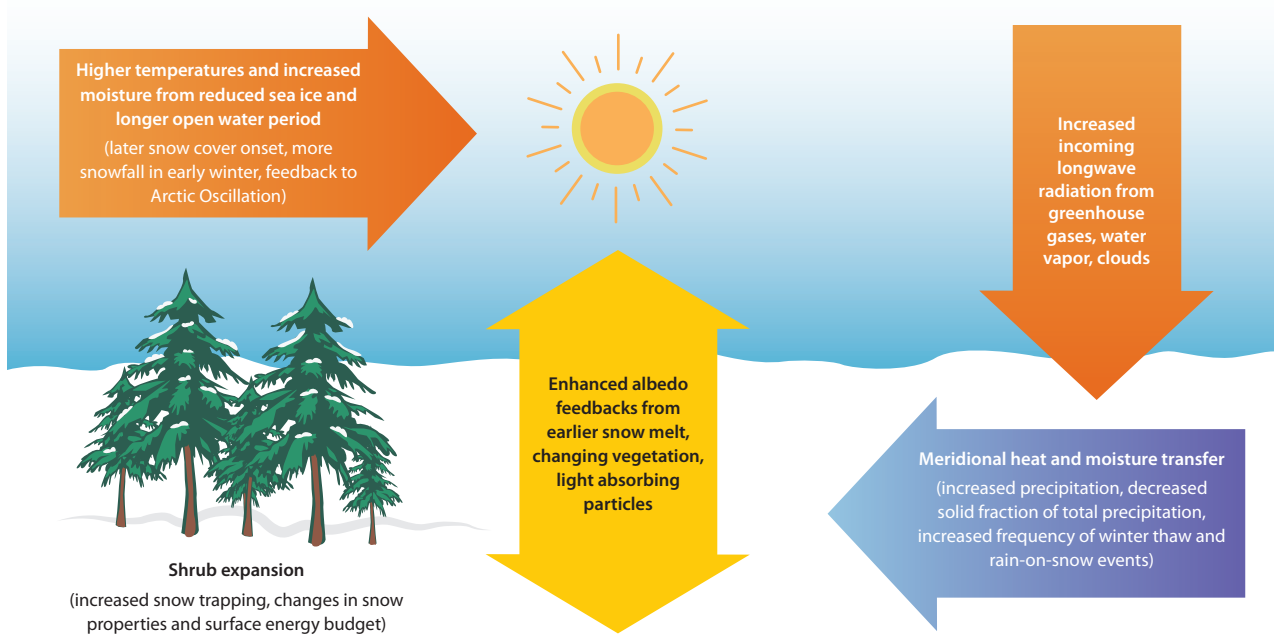 Higher temperatures and increased
moisture from reduced sea ice and
longer open water period
(later snow cover onset, more
snowfall in early winter, feedback to
Arctic Oscillation)
Increased
incoming
longwave
radiation from
greenhouse
gases, water
vapor, clouds
Enhanced albedo
feedbacks from
earlier snow melt,
changing vegetation,
light absorbing
particles
Meridional heat and moisture transfer
(increased precipitation, decreased
solid fraction of total precipitation,
increased frequency of winter thaw and
rain-on-snow events)
Shrub expansion
(increased snow trapping, changes in snow
properties and surface energy budget)